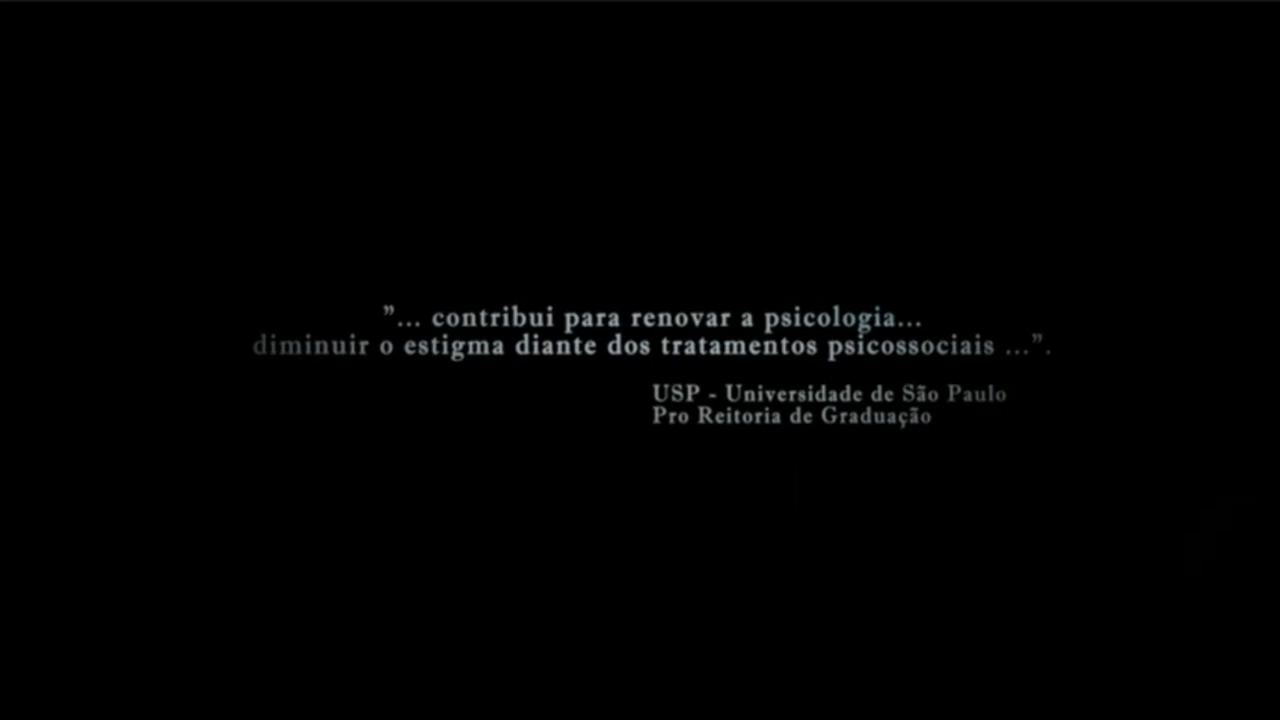 ”... contribui para renovar a psicologia...
diminuir o estigma diante dos tratamentos psicossociais ...”.
USP - Universidade de São Paulo
Pro Reitoria de Graduação